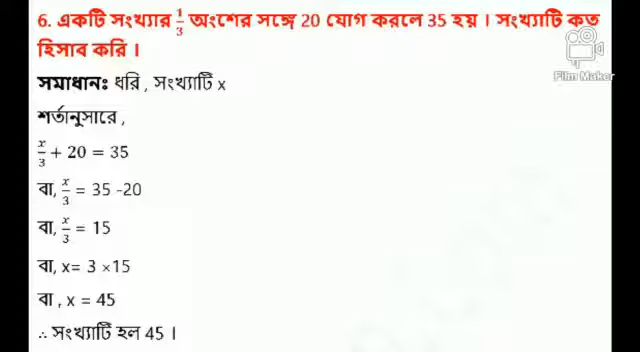 6. একটি সংখ্যার 1/3 অংশের সঙ্গে 20 যোগ করলে 35 হয় । সংখ্যাটি কত
হিসাব করি ।
সমাধানঃ ধরি , সংখ্যাটি x
শর্তানুসারে ,
x/3 + 20 = 35
বা, x/3 = 35 -20
বা, x/3 = 15
বা, x= 3 ×15
বা , x = 45
∴ সংখ্যাটি হল 45 ।
Film Maker